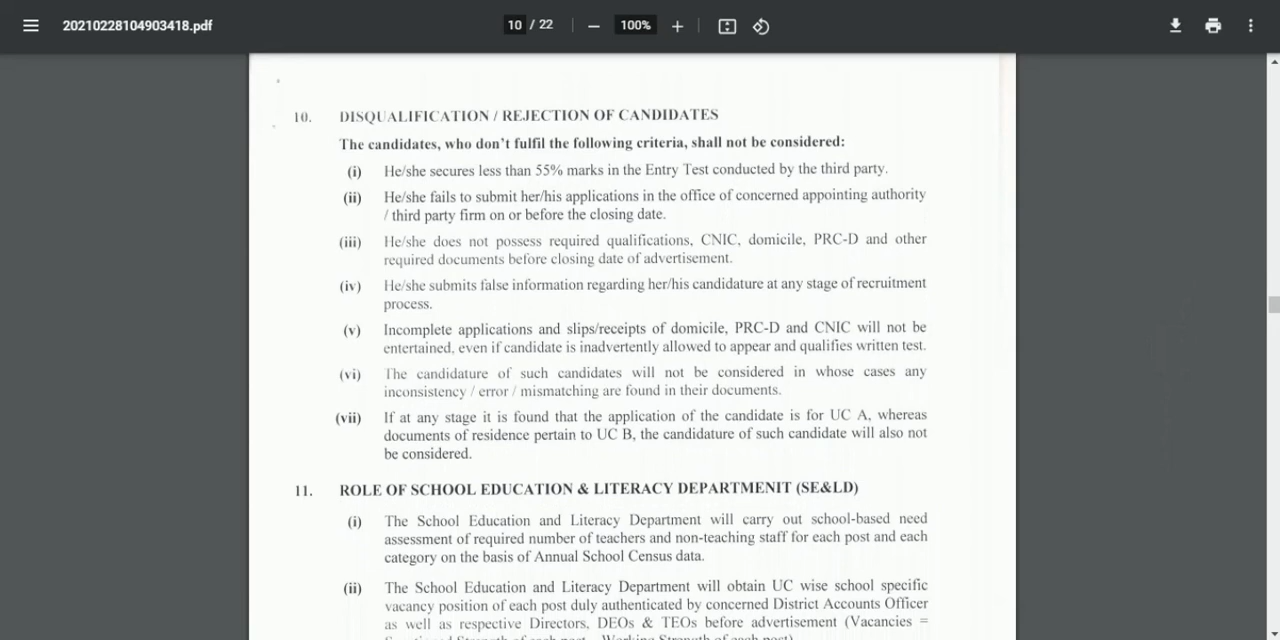 20210228104903418.pdf
10 / 22
100%
10. DISQUALIFICATION / REJECTION OF CANDIDATES
The candidates, who don't fulfil the following criteria, shall not be considered:
(i) He/she secures less than 55% marks in the Entry Test conducted by the third party.
(ii) He/she fails to submit her/his applications in the office of concerned appointing authority
/ third party firm on or before the closing date.
(iii) He/she does not possess required qualifications, CNIC, domicile, PRC-D and other
required documents before closing date of advertisement.
(iv) He/she submits false information regarding her/his candidature at any stage of recruitment
process.
(v) Incomplete applications and slips/receipts of domicile, PRC-D and CNIC will not be
entertained, even if candidate is inadvertently allowed to appear and qualifies written test.
(vi) The candidature of such candidates will not be considered in whose cases any
inconsistency / error / mismatching are found in their documents.
(vii) If at any stage it is found that the application of the candidate is for UC A, whereas
documents of residence pertain to UC B, the candidature of such candidate will also not
be considered.
11. ROLE OF SCHOOL EDUCATION & LITERACY DEPARTMENIT (SE&LD)
(i) The School Education and Literacy Department will carry out school-based need
assessment of required number of teachers and non-teaching staff for each post and each
category on the basis of Annual School Census data.
(ii) The School Education and Literacy Department will obtain UC wise school specific
vacancy position of each post duly authenticated by concerned District Accounts Officer
as well as respective Directors, DEOs & TEOs before advertisement (Vacancies =